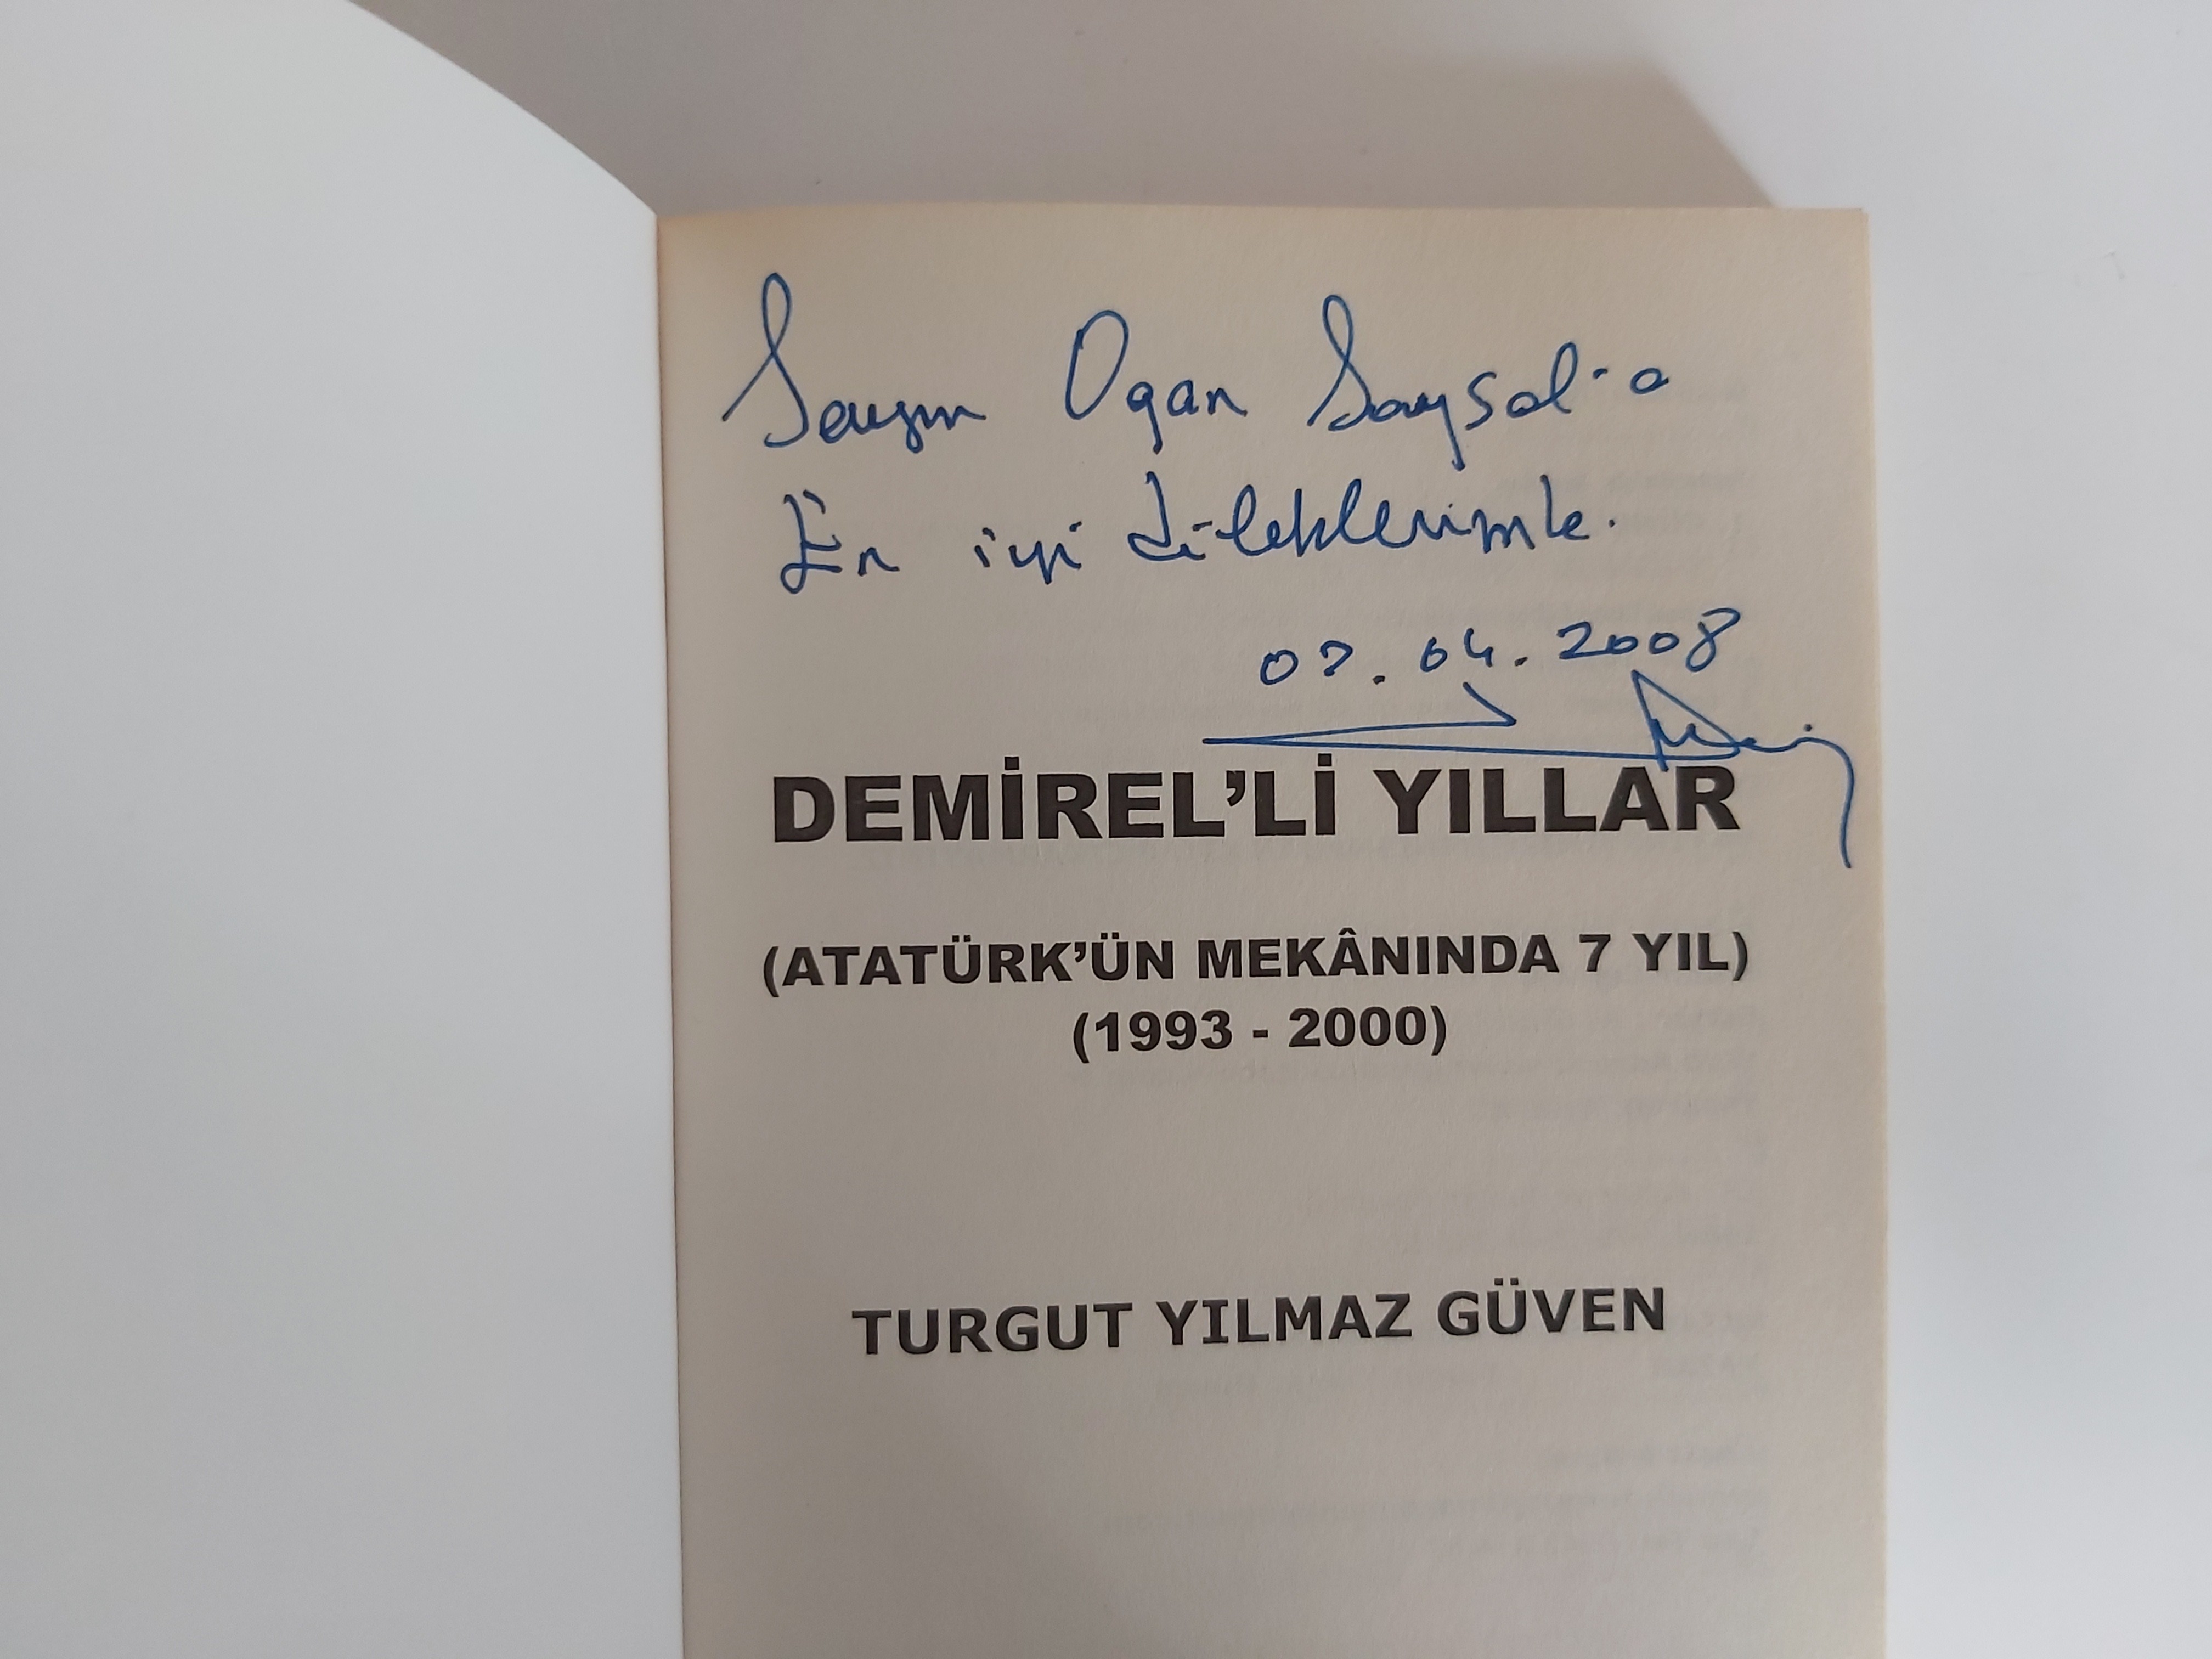 Sayın Ogan Soysal'a
En iyi dileklerimle.
07.04.2008
DEMİREL'Lİ YILLAR
(ATATÜRK'ÜN MEKÂNINDA 7 YIL)
(1993 - 2000)
TURGUT YILMAZ GÜVEN